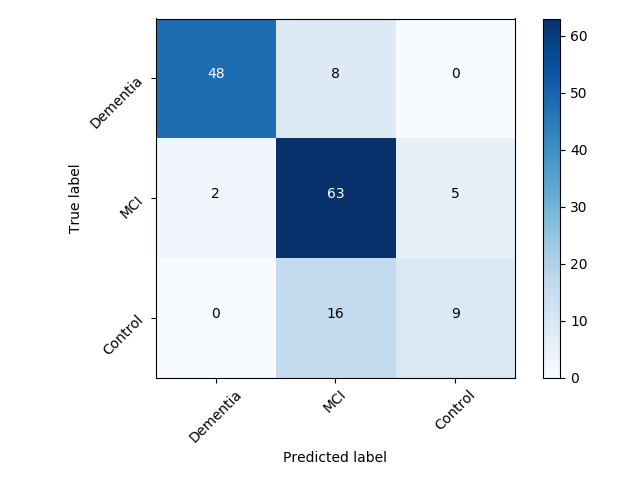 Dementia 48 8 0
MCI 2 63 5
Control 0 16 9
Dementia MCI Control
True label
Predicted label
60
50
40
30
20
10
0